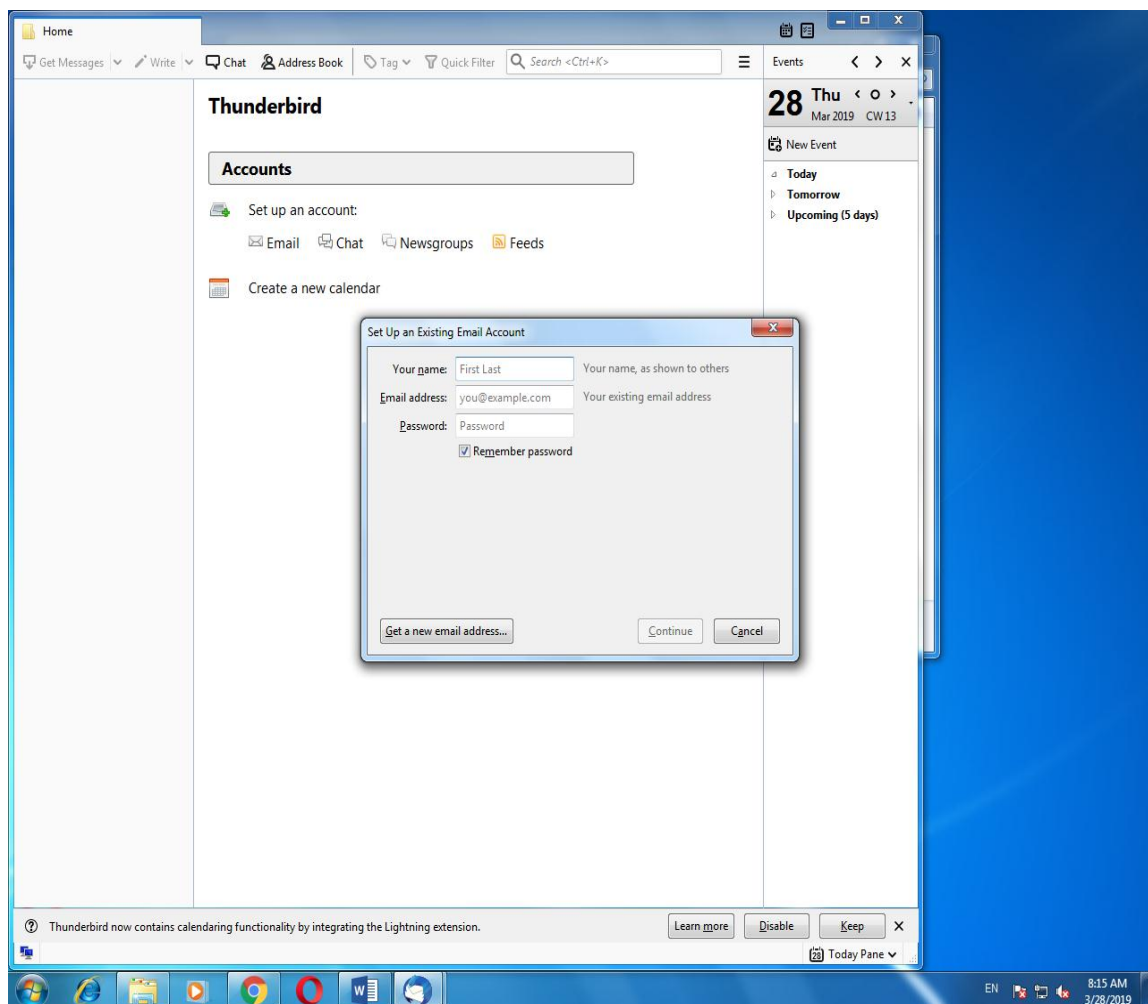 Home
Get Messages Write Chat Address Book Tag Quick Filter Search <Ctrl+K>
Events
Thunderbird
28 Thu
Mar 2019 CW 13
New Event
Today
Tomorrow
Upcoming (5 days)
Accounts
Set up an account:
Email Chat Newsgroups Feeds
Create a new calendar
Set Up an Existing Email Account
Your name: First Last Your name, as shown to others
Email address: you@example.com Your existing email address
Password: Password
Remember password
Get a new email address... Continue Cancel
Thunderbird now contains calendaring functionality by integrating the Lightning extension. Learn more Disable Keep
28 Today Pane
EN 8:15 AM
3/28/2019